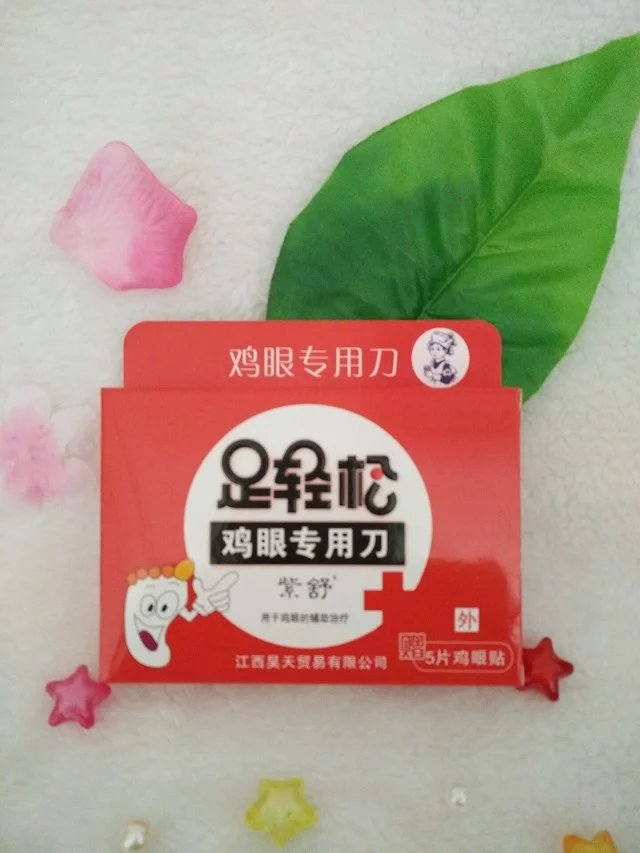 鸡眼专用刀
足轻松
鸡眼专用刀
紫舒
用于鸡眼的辅助治疗
外
赠5片鸡眼贴
江西昊天贸易有限公司